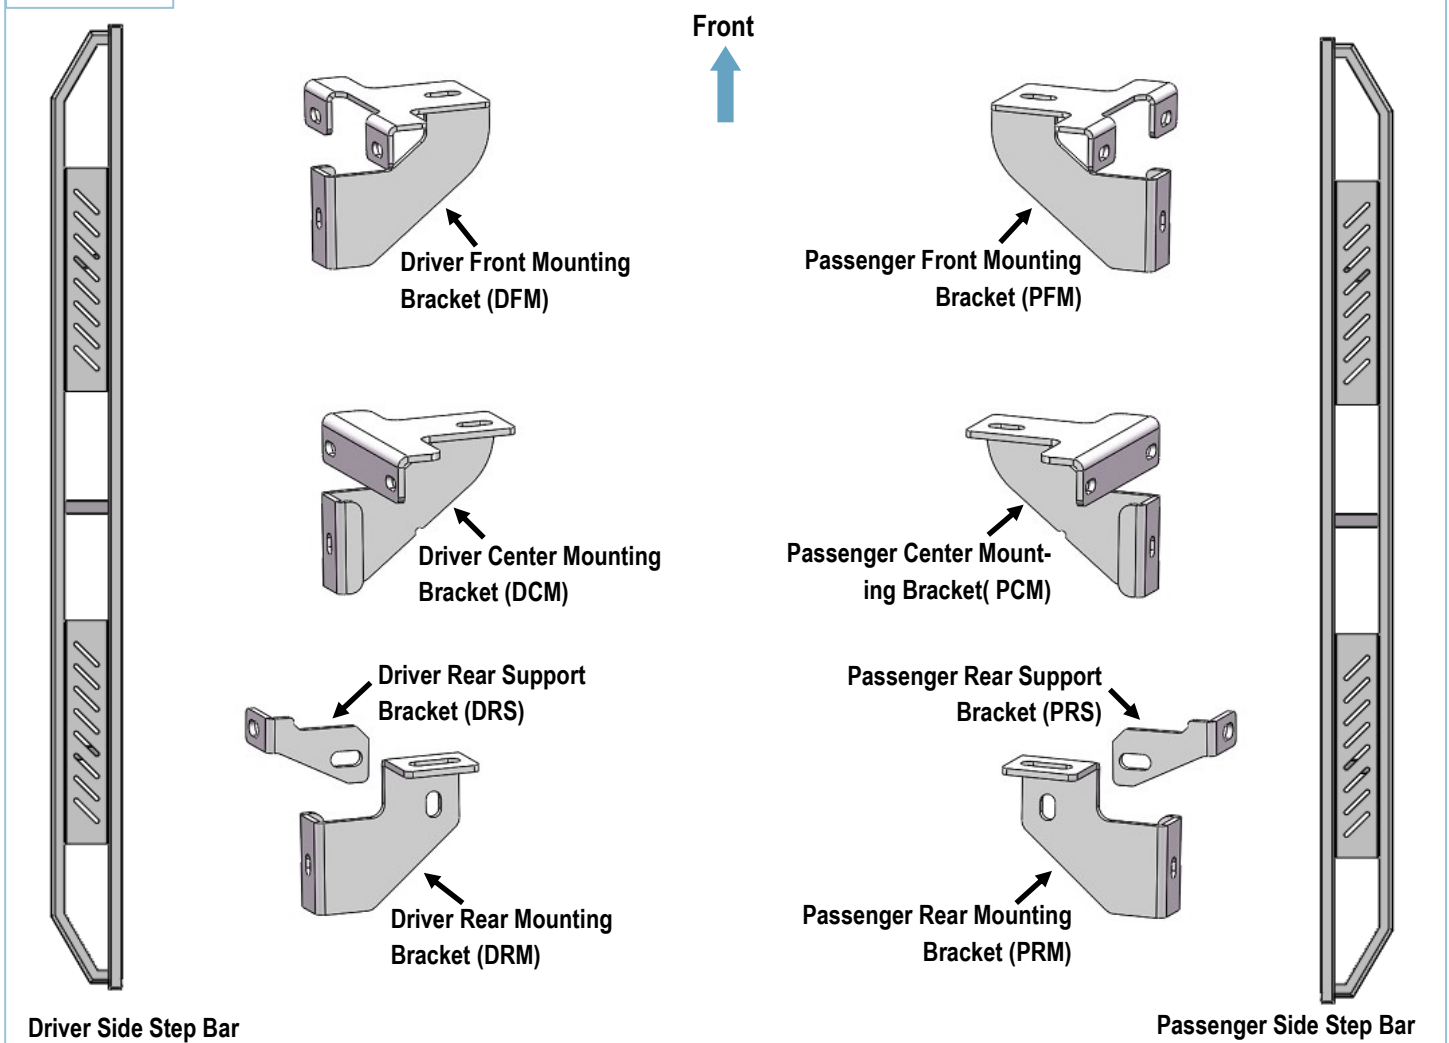 Front
Driver Front Mounting
Bracket (DFM)
Passenger Front Mounting
Bracket (PFM)
Driver Center Mounting
Bracket (DCM)
Passenger Center Mount-
ing Bracket( PCM)
Driver Rear Support
Bracket (DRS)
Passenger Rear Support
Bracket (PRS)
Driver Rear Mounting
Bracket (DRM)
Passenger Rear Mounting
Bracket (PRM)
Driver Side Step Bar
Passenger Side Step Bar